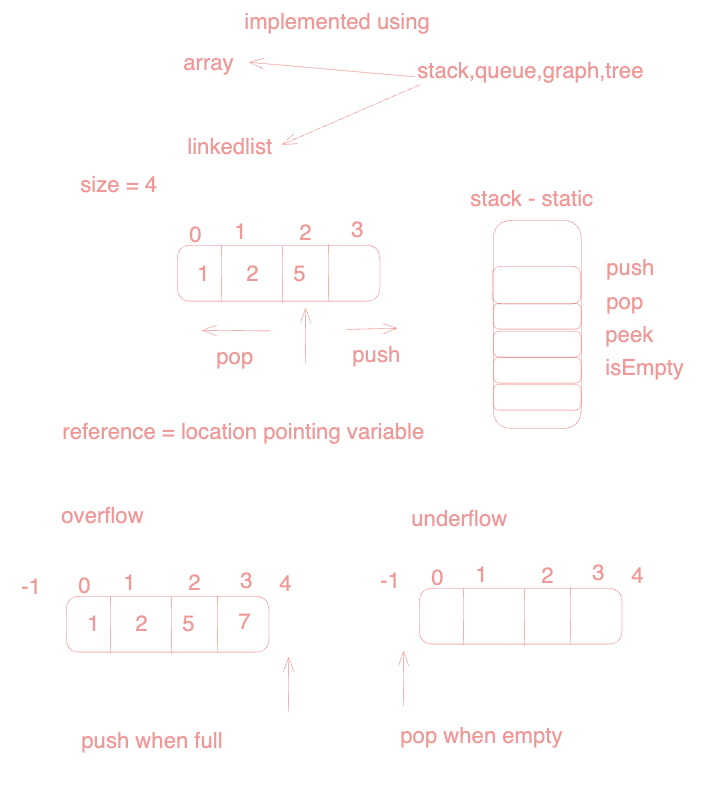 implemented using
array
stack,queue,graph,tree
linkedlist
size = 4
stack - static
0 1 2 3
1 2 5
push
pop
peek
isEmpty
pop push
reference = location pointing variable
overflow
-1 0 1 2 3 4
1 2 5 7
push when full
underflow
-1 0 1 2 3 4
pop when empty